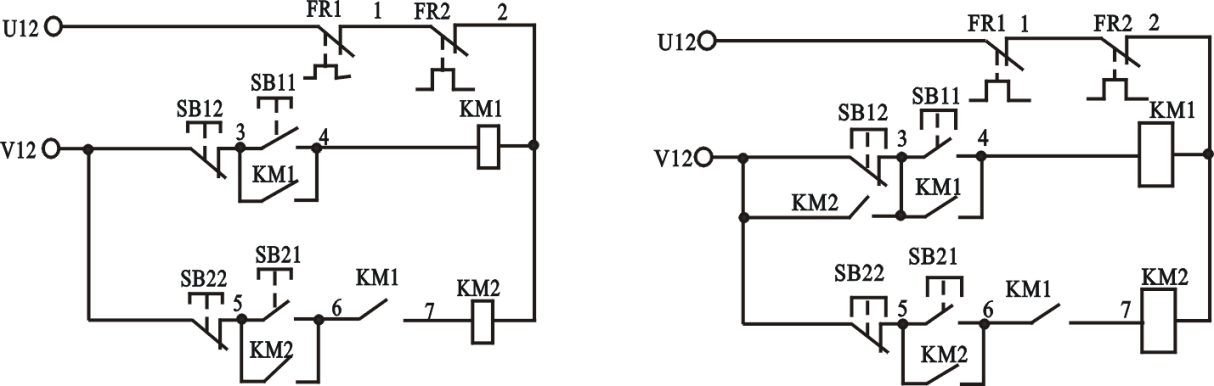 FR1 1 FR2 2
U12
SB11
SB12 KM1
V12 3 4
KM1
SB21
SB22 KM1 KM2
5 6 7
KM2
FR1 1 FR2 2
U12
SB11 KM1
SB12
V12 3 4
KM2 KM1
SB21
SB22 KM1 KM2
5 6 7
KM2